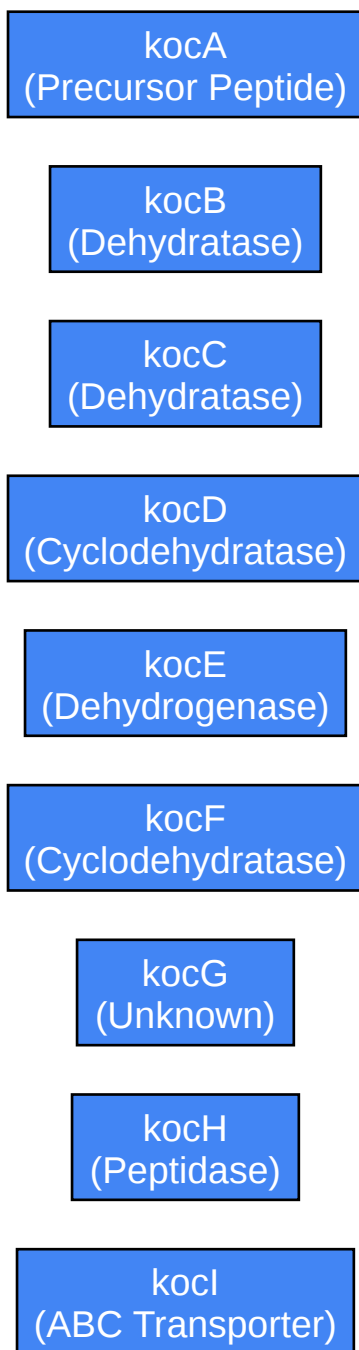 kocA
(Precursor Peptide)
kocB
(Dehydratase)
kocC
(Dehydratase)
kocD
(Cyclodehydratase)
kocE
(Dehydrogenase)
kocF
(Cyclodehydratase)
kocG
(Unknown)
kocH
(Peptidase)
kocI
(ABC Transporter)